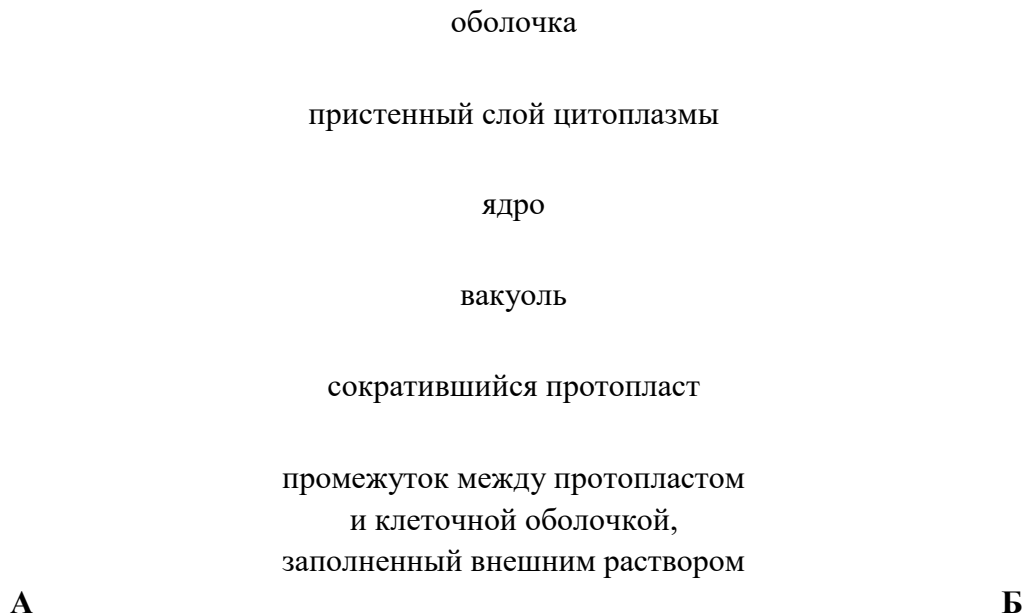 оболочка
пристенный слой цитоплазмы
ядро
вакуоль
сократившийся протопласт
промежуток между протопластом
и клеточной оболочкой,
заполненный внешним раствором
А Б